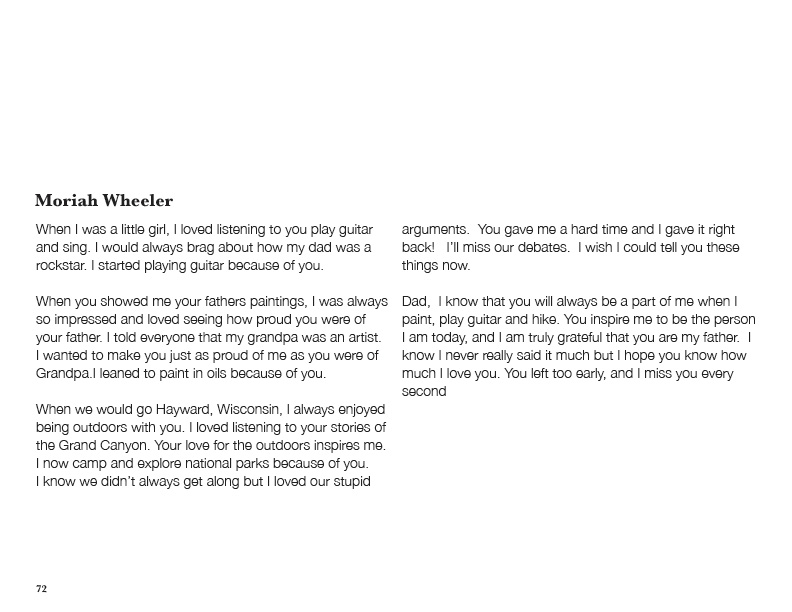 Moriah Wheeler
When I was a little girl, I loved listening to you play guitar
and sing. I would always brag about how my dad was a
rockstar. I started playing guitar because of you.
When you showed me your fathers paintings, I was always
so impressed and loved seeing how proud you were of
your father. I told everyone that my grandpa was an artist.
I wanted to make you just as proud of me as you were of
Grandpa.I leaned to paint in oils because of you.
When we would go Hayward, Wisconsin, I always enjoyed
being outdoors with you. I loved listening to your stories of
the Grand Canyon. Your love for the outdoors inspires me.
I now camp and explore national parks because of you.
I know we didn't always get along but I loved our stupid
arguments.  You gave me a hard time and I gave it right
back!   I'll miss our debates.  I wish I could tell you these
things now.
Dad,  I know that you will always be a part of me when I
paint, play guitar and hike. You inspire me to be the person
I am today, and I am truly grateful that you are my father.  I
know I never really said it much but I hope you know how
much I love you. You left too early, and I miss you every
second
72